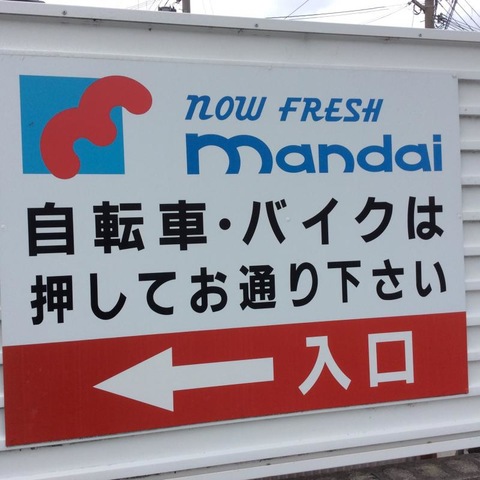 NOW FRESH
mandai
自転車・バイクは
押してお通り下さい
入口